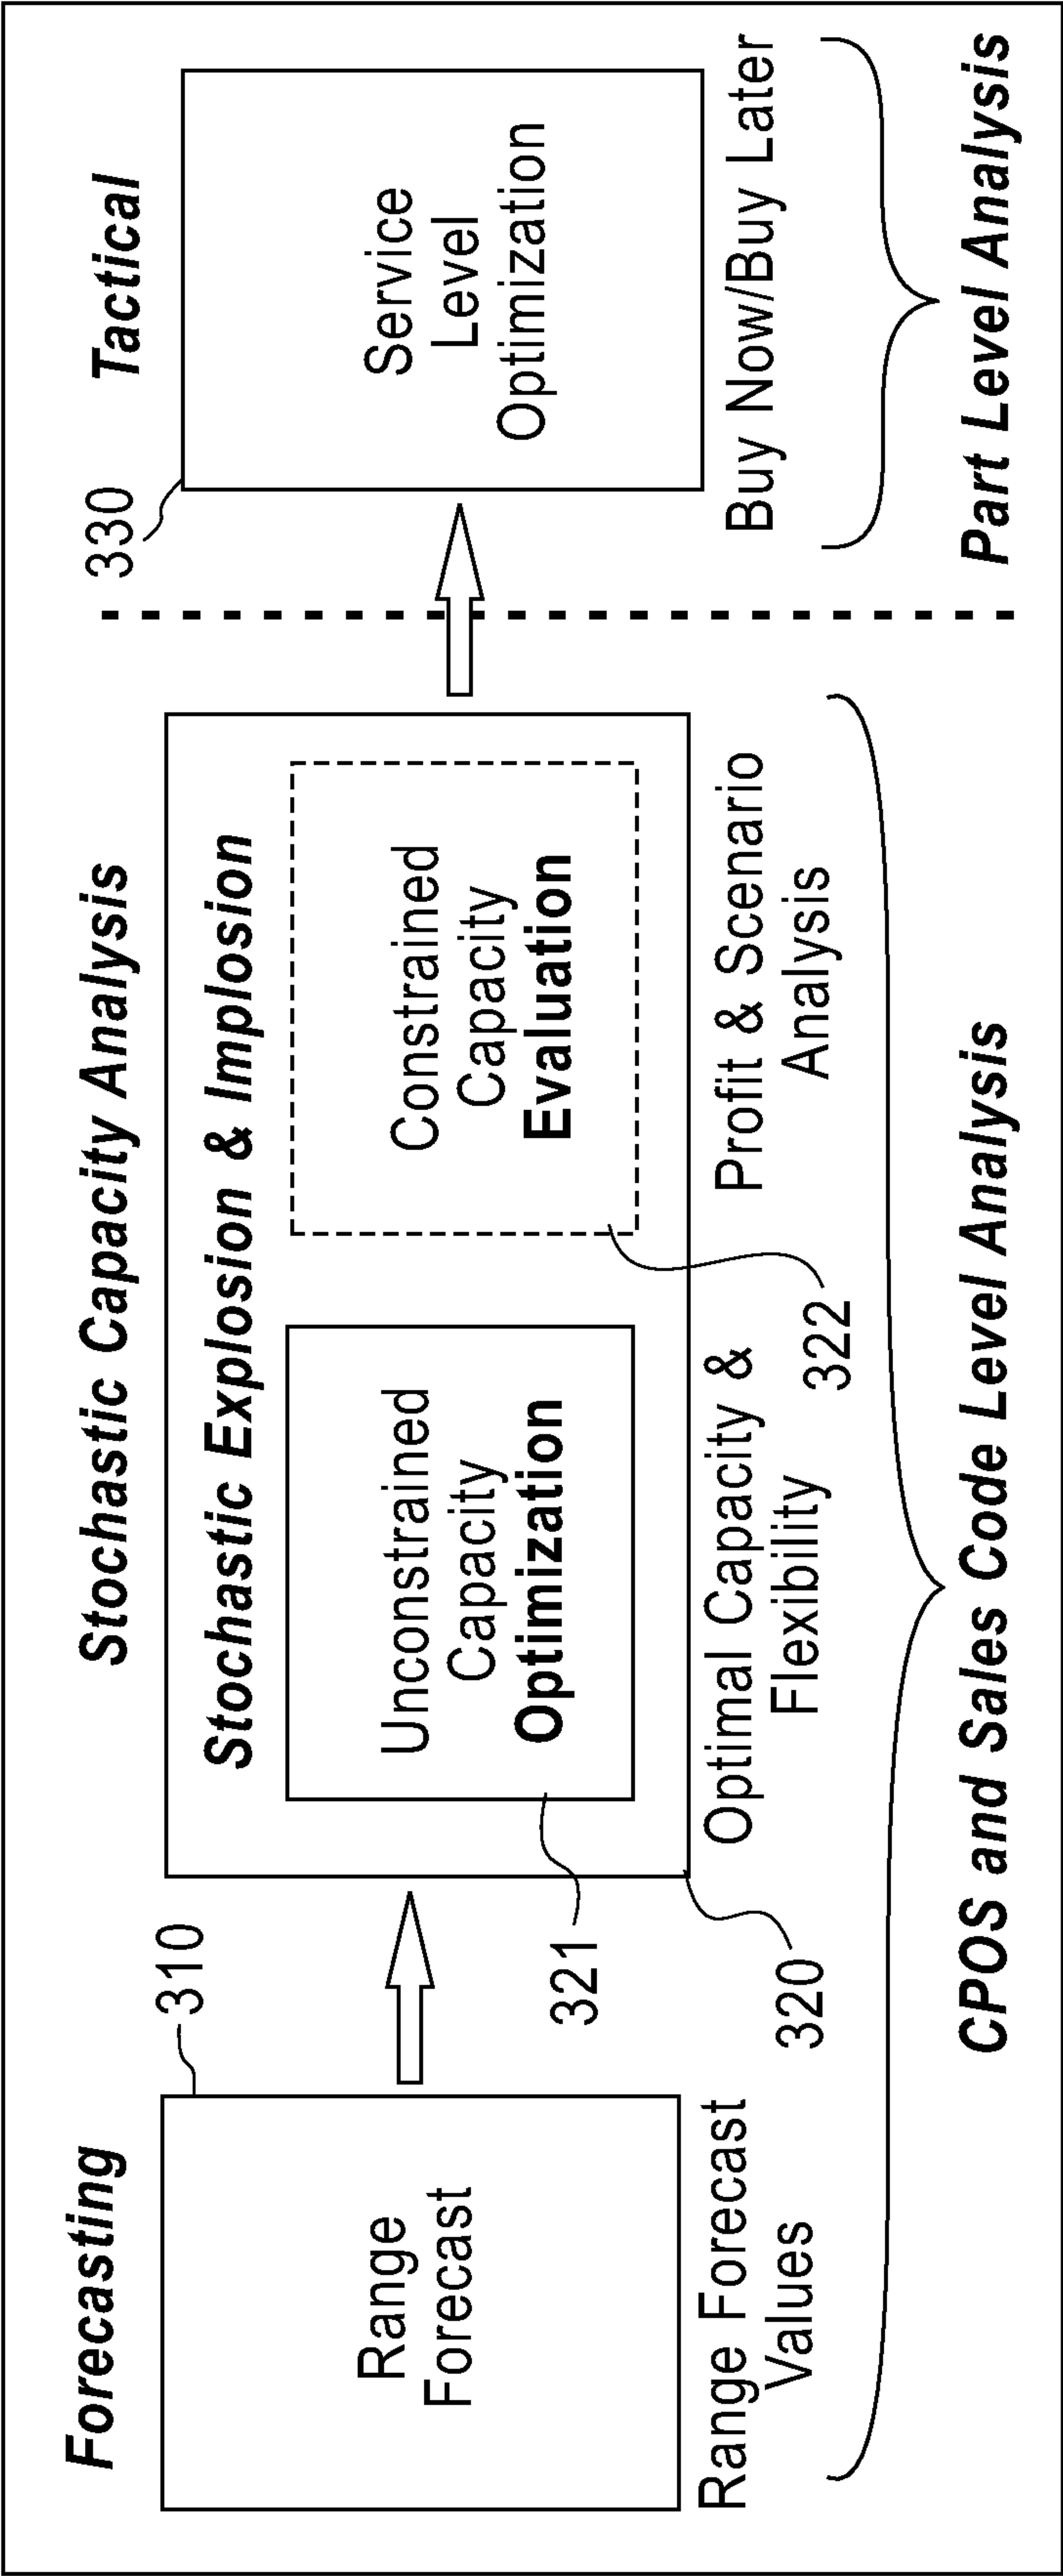 Forecasting
310
Range
Forecast
Range Forecast
Values
Stochastic Capacity Analysis
Stochastic Explosion & Implosion
Unconstrained
Capacity
Optimization
321
Optimal Capacity &
Flexibility
320
Constrained
Capacity
Evaluation
322
Profit & Scenario
Analysis
CPOS and Sales Code Level Analysis
Tactical
330
Service
Level
Optimization
Buy Now/Buy Later
Part Level Analysis